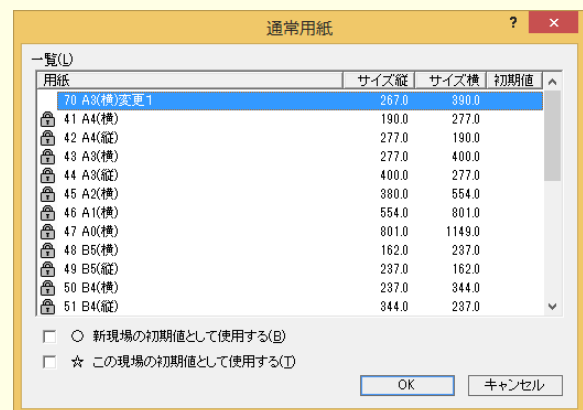 通常用紙 ? ×
一覧(L)
用紙 サイズ縦 サイズ横 初期値
70 A3(横)変更1 267.0 390.0
41 A4(横) 190.0 277.0
42 A4(縦) 277.0 190.0
43 A3(横) 277.0 400.0
44 A3(縦) 400.0 277.0
45 A2(横) 380.0 554.0
46 A1(横) 554.0 801.0
47 A0(横) 801.0 1149.0
48 B5(横) 162.0 237.0
49 B5(縦) 237.0 162.0
50 B4(横) 237.0 344.0
51 B4(縦) 344.0 237.0
○ 新現場の初期値として使用する(B)
☆ この現場の初期値として使用する(T)
OK キャンセル